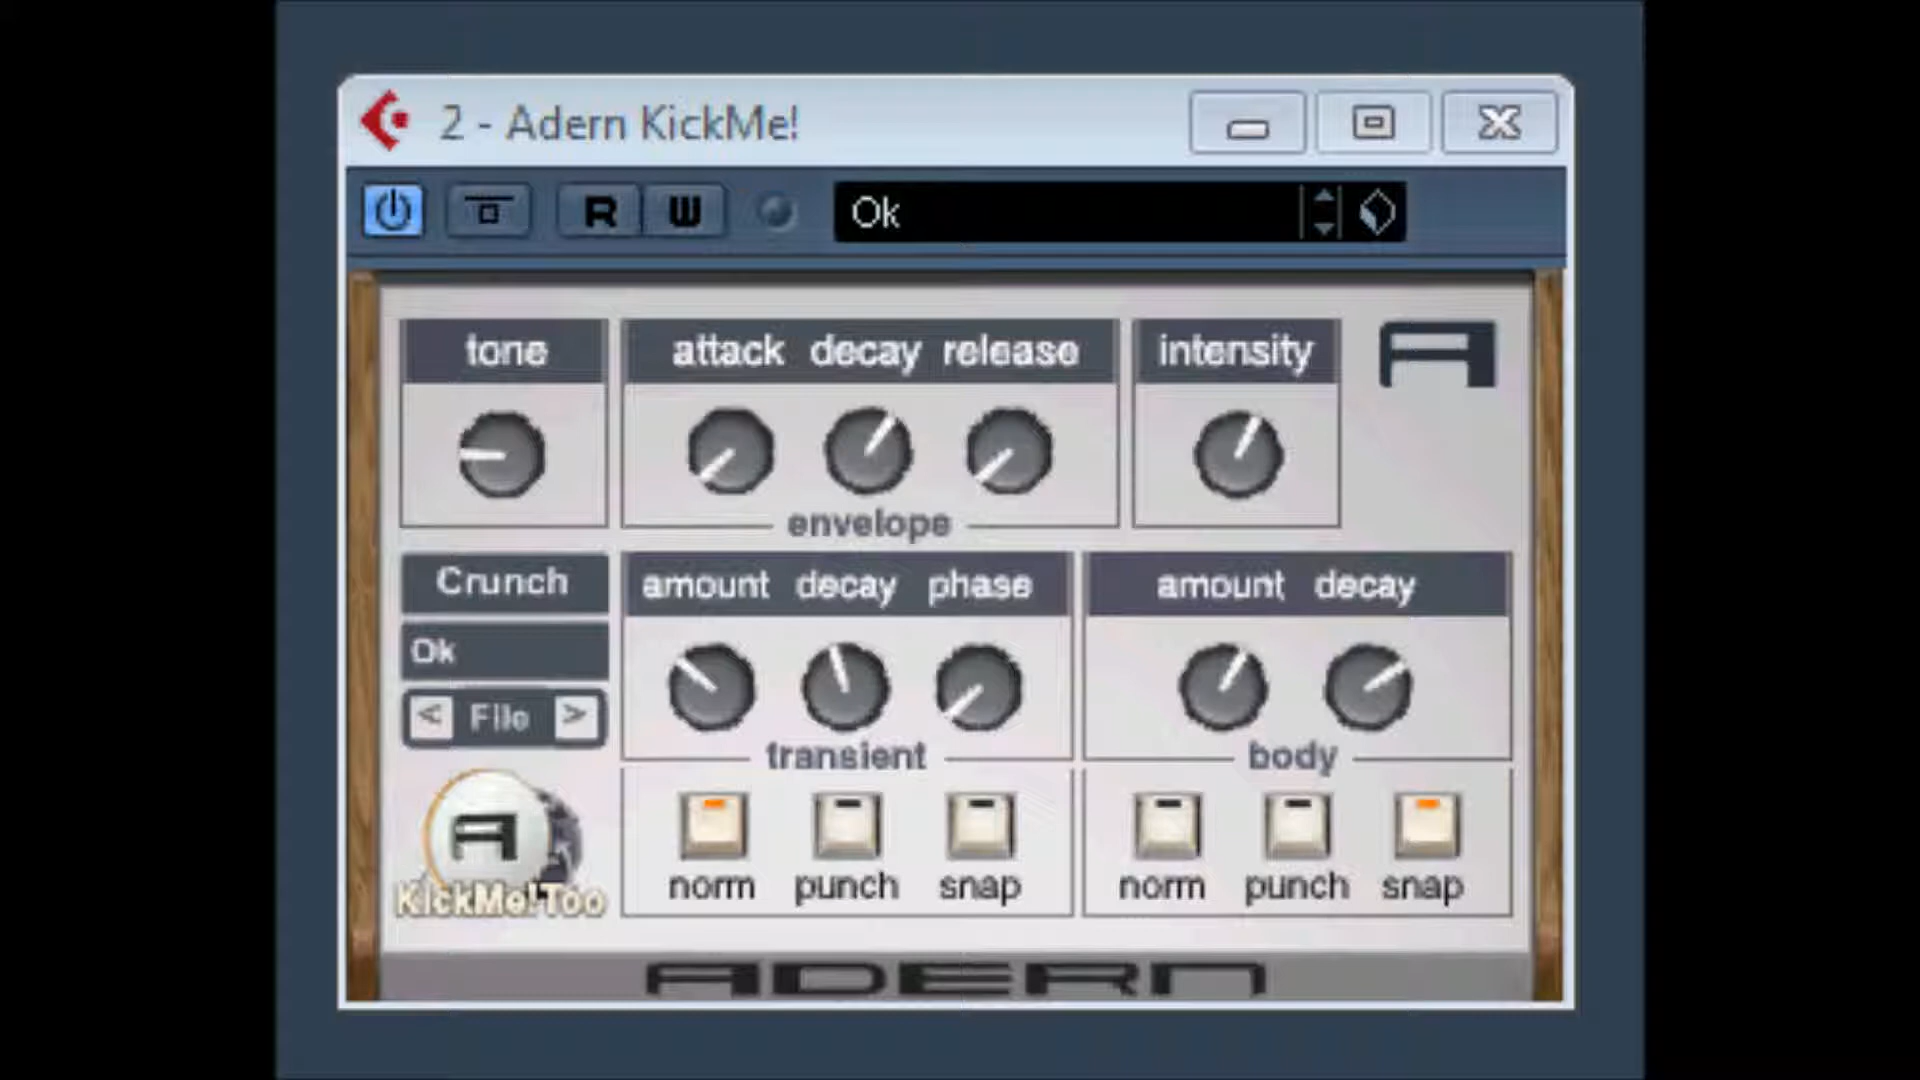 2 - Adern KickMe!
R W Ok
tone attack decay release intensity
envelope
Crunch
amount decay phase amount decay
Ok
< File >
transient body
A
KickMe!Too
norm punch snap norm punch snap
ADERN